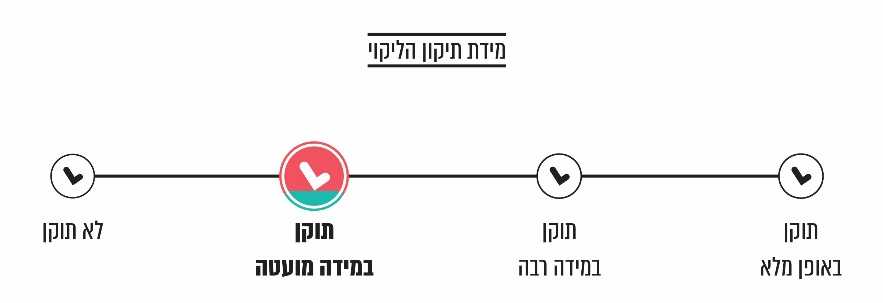 מידת תיקון הליקוי
תוקן
באופן מלא
תוקן
במידה רבה
תוקן
במידה מועטה
לא תוקן